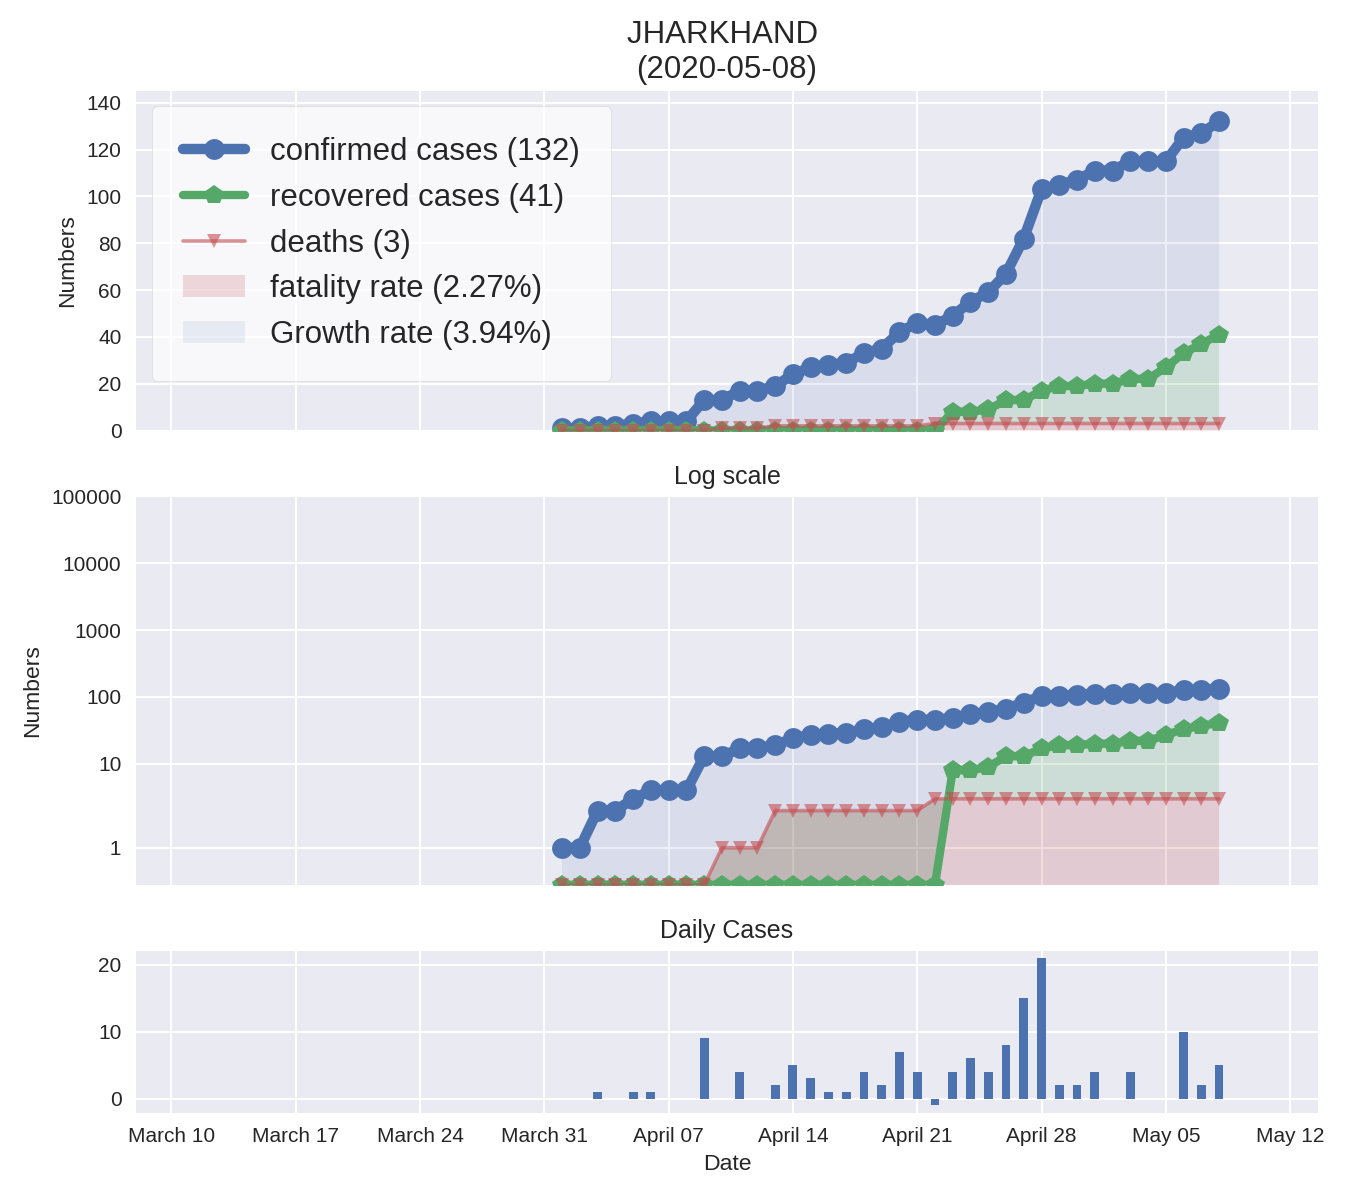 JHARKHAND
(2020-05-08)
140
120
100
80
60
40
20
0
Numbers
confirmed cases (132)
recovered cases (41)
deaths (3)
fatality rate (2.27%)
Growth rate (3.94%)
Log scale
100000
10000
1000
100
10
1
Numbers
Daily Cases
20
10
0
March 10 March 17 March 24 March 31 April 07 April 14 April 21 April 28 May 05 May 12
Date